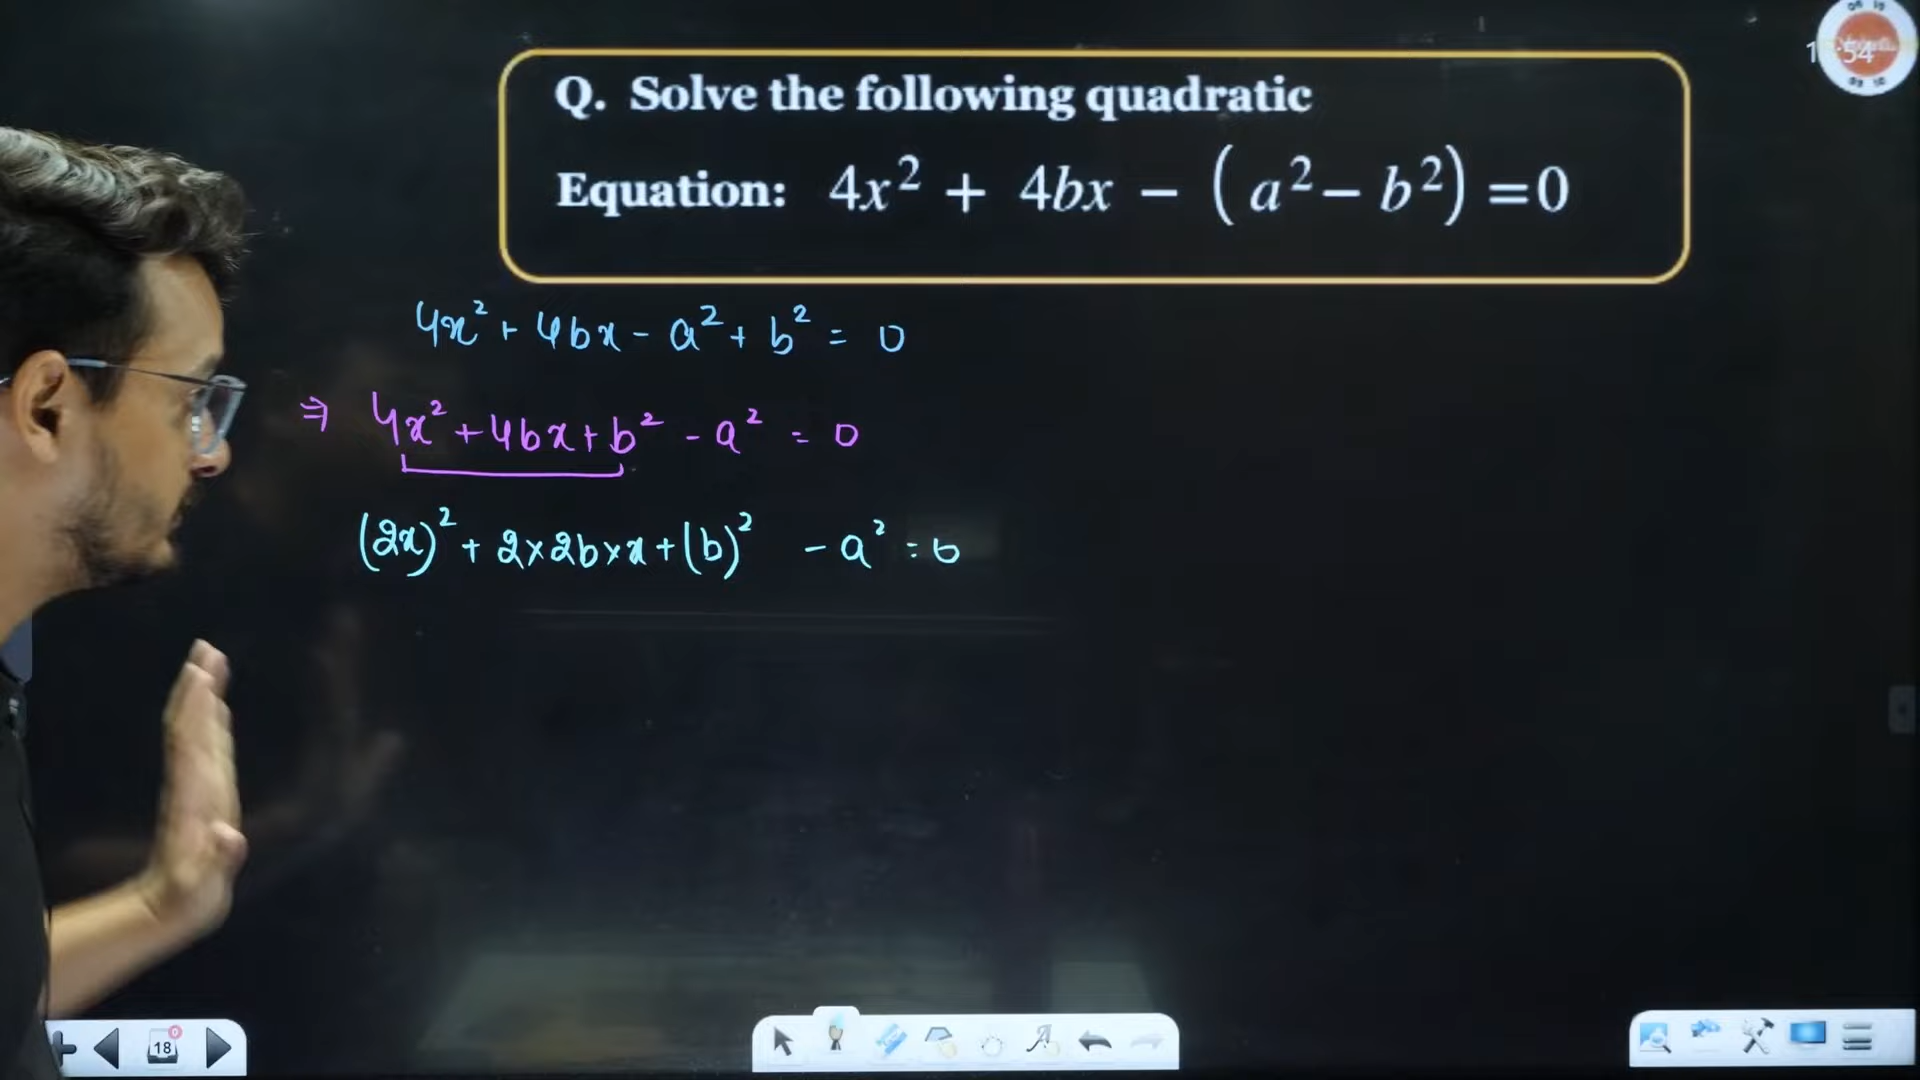 Q. Solve the following quadratic
Equation: 4x² + 4bx − (a² − b²) = 0
4x² + 4bx - a² + b² = 0
⇒ 4x² + 4bx + b² - a² = 0
(2x)² + 2×2b×x + (b)² - a² = 0
18